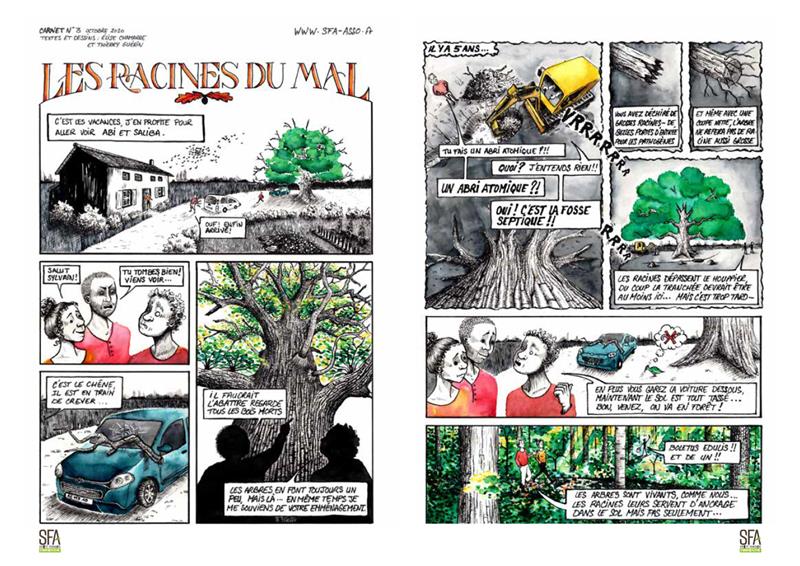 CARNET N°3 OCTOBRE 2020
TEXTES ET DESSINS : ÉLISE CHAMARRE
ET THIERRY GUÉRIN
WWW.SFA-ASSO.FR
LES RACINES DU MAL
C'EST LES VACANCES, J'EN PROFITE POUR
ALLER VOIR ABI ET SALIBA.
OUF! ENFIN
ARRIVÉ!
SALUT
SYLVAIN!
TU TOMBES BIEN!
VIENS VOIR...
C'EST LE CHÊNE,
IL EST EN TRAIN
DE CREVER...
IL FAUDRAIT
L'ABATTRE REGARDE
TOUS LES BOIS MORTS
LES ARBRES EN FONT TOUJOURS UN
PEU, MAIS LÀ... EN MÊME TEMPS JE
ME SOUVIENS DE VOTRE EMMÉNAGEMENT.
SFA
IL Y A 5 ANS...
VRRRRRRRA
TU FAIS UN ABRI ATOMIQUE?!!
QUOI? J'ENTENDS RIEN!!
UN ABRI ATOMIQUE?!
OUI! C'EST LA FOSSE
SEPTIQUE!!
RRRR
VOUS AVEZ DÉCHIRÉ DE
GROSSES RACINES-- DE
BELLES PORTES D'ENTRÉE
POUR LES PATHOGÈNES
ET MÊME AVEC UNE
COUPE NETTE, L'ARBRE
NE REFERA PAS DE RA
CINE AUSSI GROSSE
LES RACINES DÉPASSENT LE HOUPPIER,
DU COUP LA TRANCHÉE DEVRAIT ÊTRE
AU MOINS ICI... MAIS C'EST TROP TARD--
EN PLUS VOUS GAREZ LA VOITURE DESSOUS,
MAINTENANT LE SOL EST TOUT TASSÉ...
BON, VENEZ, ON VA EN FORÊT!
BOLETUS EDULIS!!
ET DE UN!!
LES ARBRES SONT VIVANTS, COMME NOUS...
LES RACINES LEURS SERVENT D'ANCRAGE
DANS LE SOL MAIS PAS SEULEMENT...
SFA